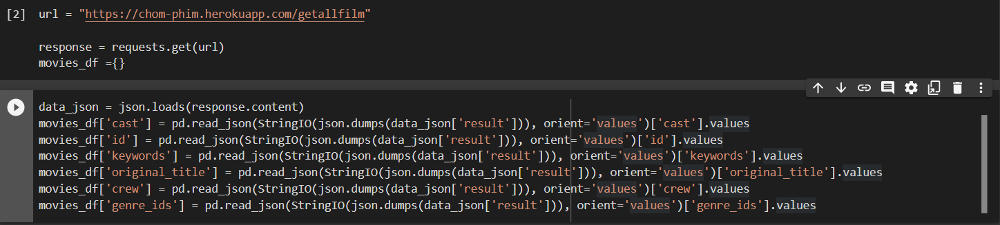 [2] url = "https://chom-phim.herokuapp.com/getallfilm"
response = requests.get(url)
movies_df ={}
data_json = json.loads(response.content)
movies_df['cast'] = pd.read_json(StringIO(json.dumps(data_json['result'])), orient='values')['cast'].values
movies_df['id'] = pd.read_json(StringIO(json.dumps(data_json['result'])), orient='values')['id'].values
movies_df['keywords'] = pd.read_json(StringIO(json.dumps(data_json['result'])), orient='values')['keywords'].values
movies_df['original_title'] = pd.read_json(StringIO(json.dumps(data_json['result'])), orient='values')['original_title'].values
movies_df['crew'] = pd.read_json(StringIO(json.dumps(data_json['result'])), orient='values')['crew'].values
movies_df['genre_ids'] = pd.read_json(StringIO(json.dumps(data_json['result'])), orient='values')['genre_ids'].values